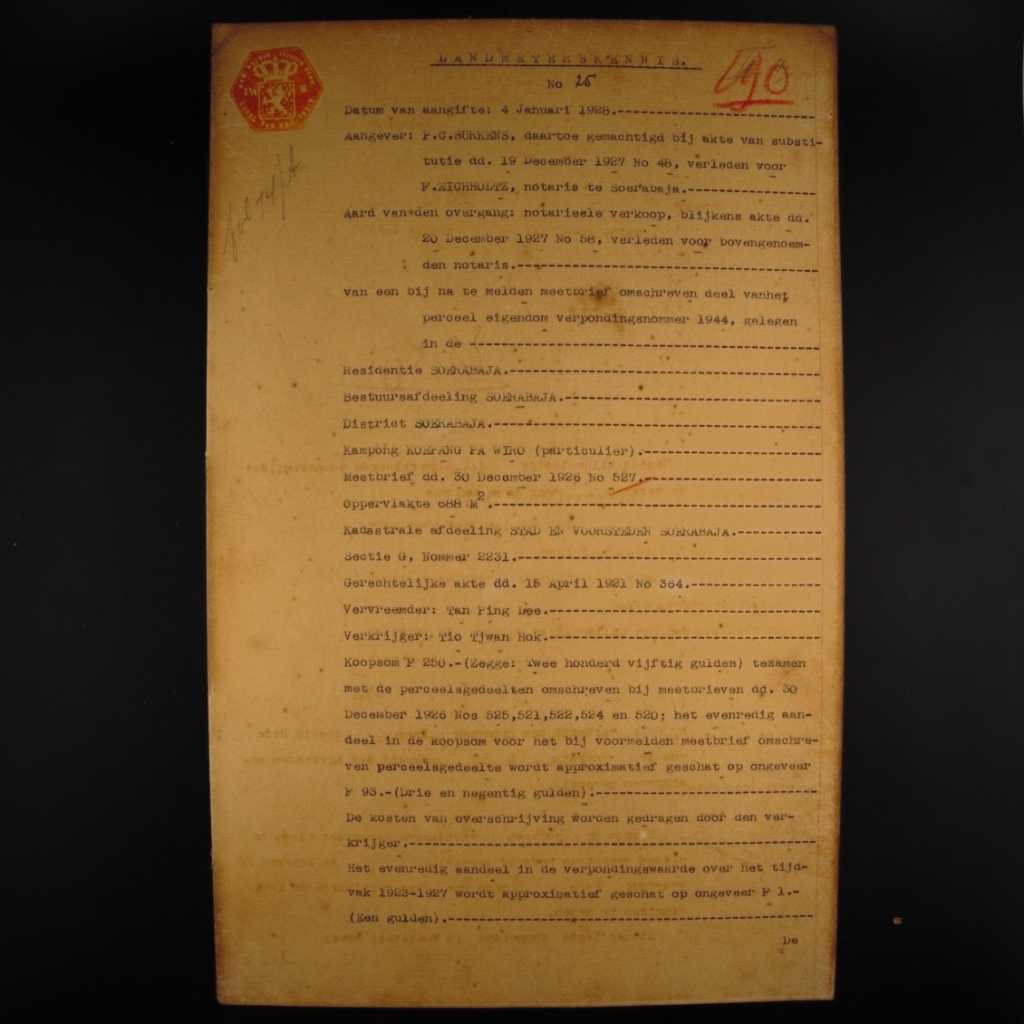 LANDMETERSKENNIS.
No 26
Datum van aangifte: 4 Januari 1928.
Aangever: F.C.BURKENS, daartoe gemachtigd bij akte van substi-
tutie dd. 19 December 1927 No 48, verleden voor
F.EICHHOLTZ, notaris te Soerabaja.
Aard van den overgang: notarieele verkoop, blijkens akte dd.
20 December 1927 No 58, verleden voor bovengenoem-
den notaris.
van een bij na te melden meetbrief omschreven deel vanhet
perceel eigendom verpondingsnommer 1944, gelegen
in de
Residentie SOERABAJA.
Bestuursafdeeling SOERABAJA.
District SOERABAJA.
Kampong KOEPANG PA WIRO (particulier).
Meetbrief dd. 30 December 1926 No 527.
Oppervlakte 688 M2.
Kadastrale afdeeling STAD EN VOORSTEDEN SOERABAJA.
Sectie G, Nommer 2231.
Gerechtelijke akte dd. 15 April 1921 No 364.
Vervreemder: Tan Ping Lee.
Verkrijger: Tio Tjwan Hok.
Koopsom F 250.-(Zegge: Twee honderd vijftig gulden) tezamen
met de perceelsgedeelten omschreven bij meetbrieven dd. 30
December 1926 Nos 525,521,522,524 en 520; het evenredig aan-
deel in de koopsom voor het bij voormelden meetbrief omschre-
ven perceelsgedeelte wordt approximatief geschat op ongeveer
F 93.-(Drie en negentig gulden).
De kosten van overschrijving worden gedragen door den ver-
krijger.
Het evenredig aandeel in de verpondingswaarde over het tijd-
vak 1923-1927 wordt approximatief geschat op ongeveer F 1.-
(Een gulden).
De